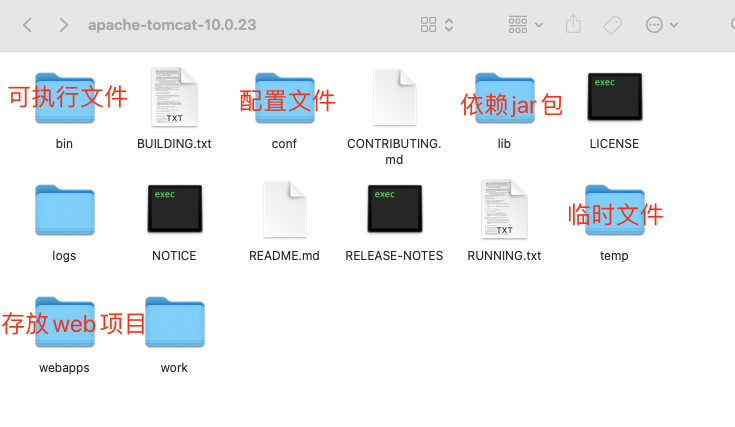 apache-tomcat-10.0.23
exec
可执行文件
配置文件
依赖jar包
TXT
bin
BUILDING.txt
conf
CONTRIBUTING.
md
lib
LICENSE
exec
exec
临时文件
TXT
logs
NOTICE
README.md
RELEASE-NOTES
RUNNING.txt
temp
存放web项目
webapps
work